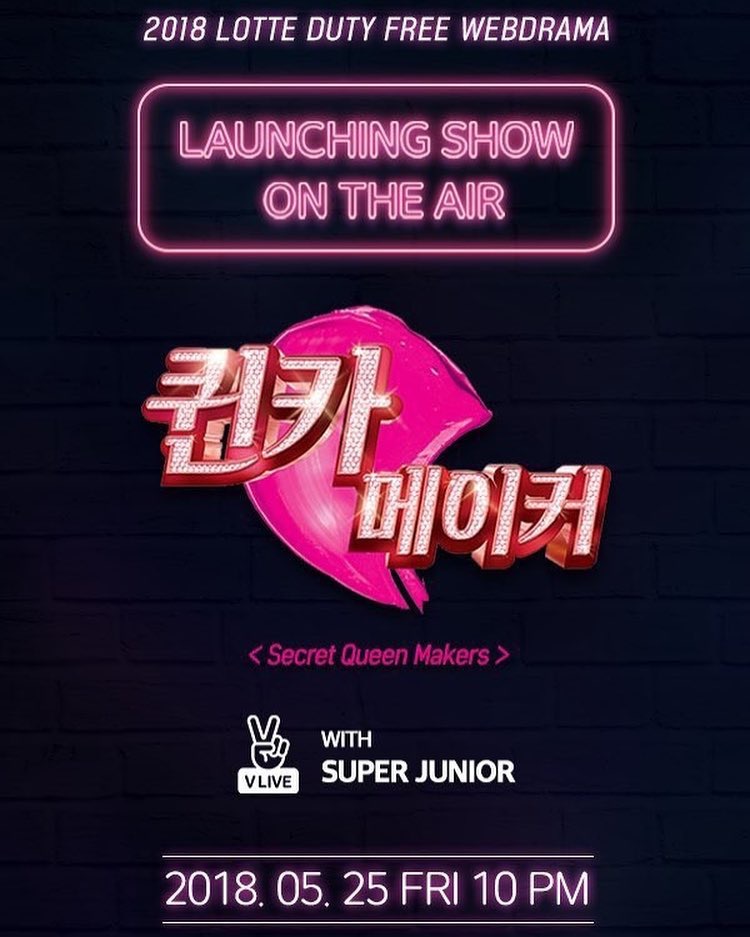 2018 LOTTE DUTY FREE WEBDRAMA
LAUNCHING SHOW
ON THE AIR
퀸카
메이커
< Secret Queen Makers >
V LIVE
WITH
SUPER JUNIOR
2018. 05. 25 FRI 10 PM